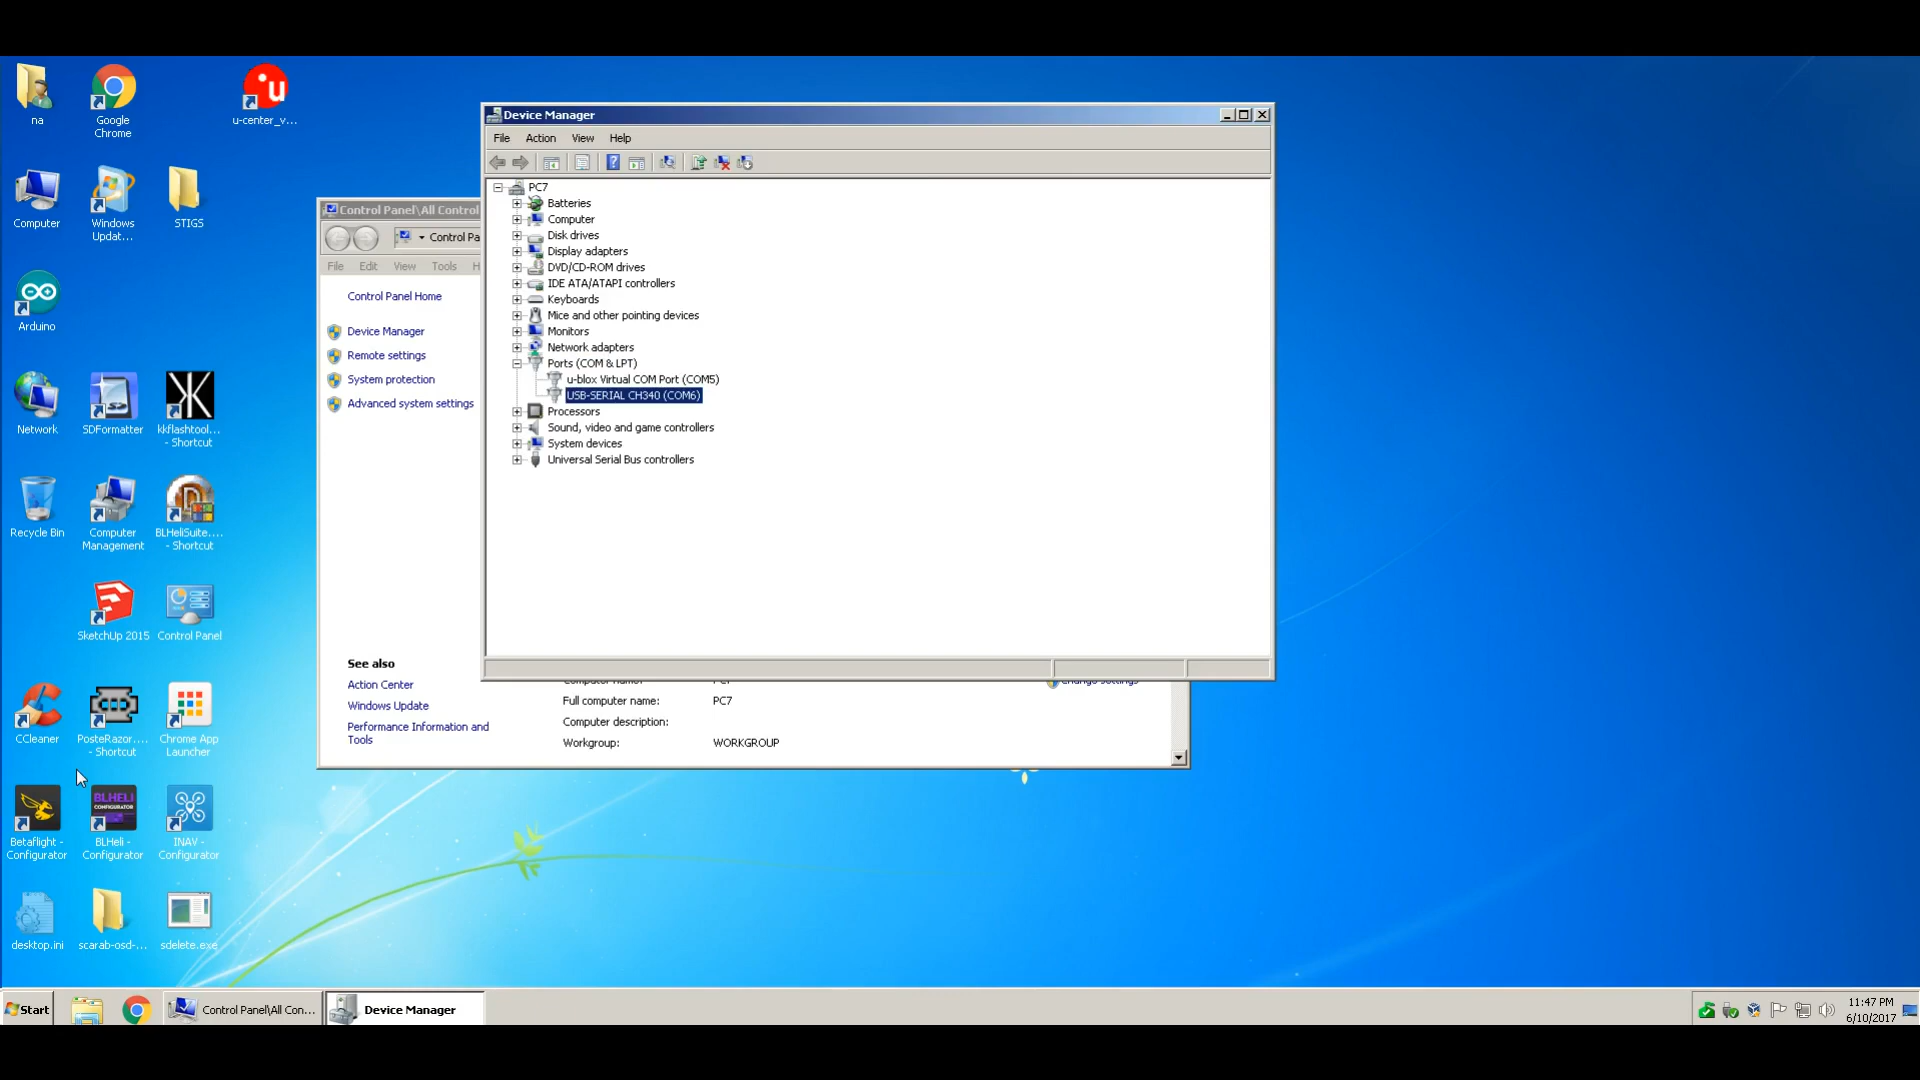 na
Google
Chrome
u-center_v...
Computer
Windows
Updat...
STIGS
Arduino
Network
SDFormatter
kkflashtool...
- Shortcut
Recycle Bin
Computer
Management
BLHeliSuite....
- Shortcut
SketchUp 2015
Control Panel
CCleaner
PosteRazor....
- Shortcut
Chrome App
Launcher
BLHELI
CONFIGURATOR
Betaflight -
Configurator
BLHeli -
Configurator
INAV -
Configurator
desktop.ini
scarab-osd-...
sdelete.exe
Device Manager
File Action View Help
PC7
Batteries
Computer
Disk drives
Display adapters
DVD/CD-ROM drives
IDE ATA/ATAPI controllers
Keyboards
Mice and other pointing devices
Monitors
Network adapters
Ports (COM & LPT)
u-blox Virtual COM Port (COM5)
USB-SERIAL CH340 (COM6)
Processors
Sound, video and game controllers
System devices
Universal Serial Bus controllers
Control Panel\All Control
Control Pa
File Edit View Tools H
Control Panel Home
Device Manager
Remote settings
System protection
Advanced system settings
See also
Action Center
Windows Update
Performance Information and
Tools
Computer name: PC7
Change settings
Full computer name: PC7
Computer description:
Workgroup: WORKGROUP
Start
Control Panel\All Con...
Device Manager
11:47 PM
6/10/2017